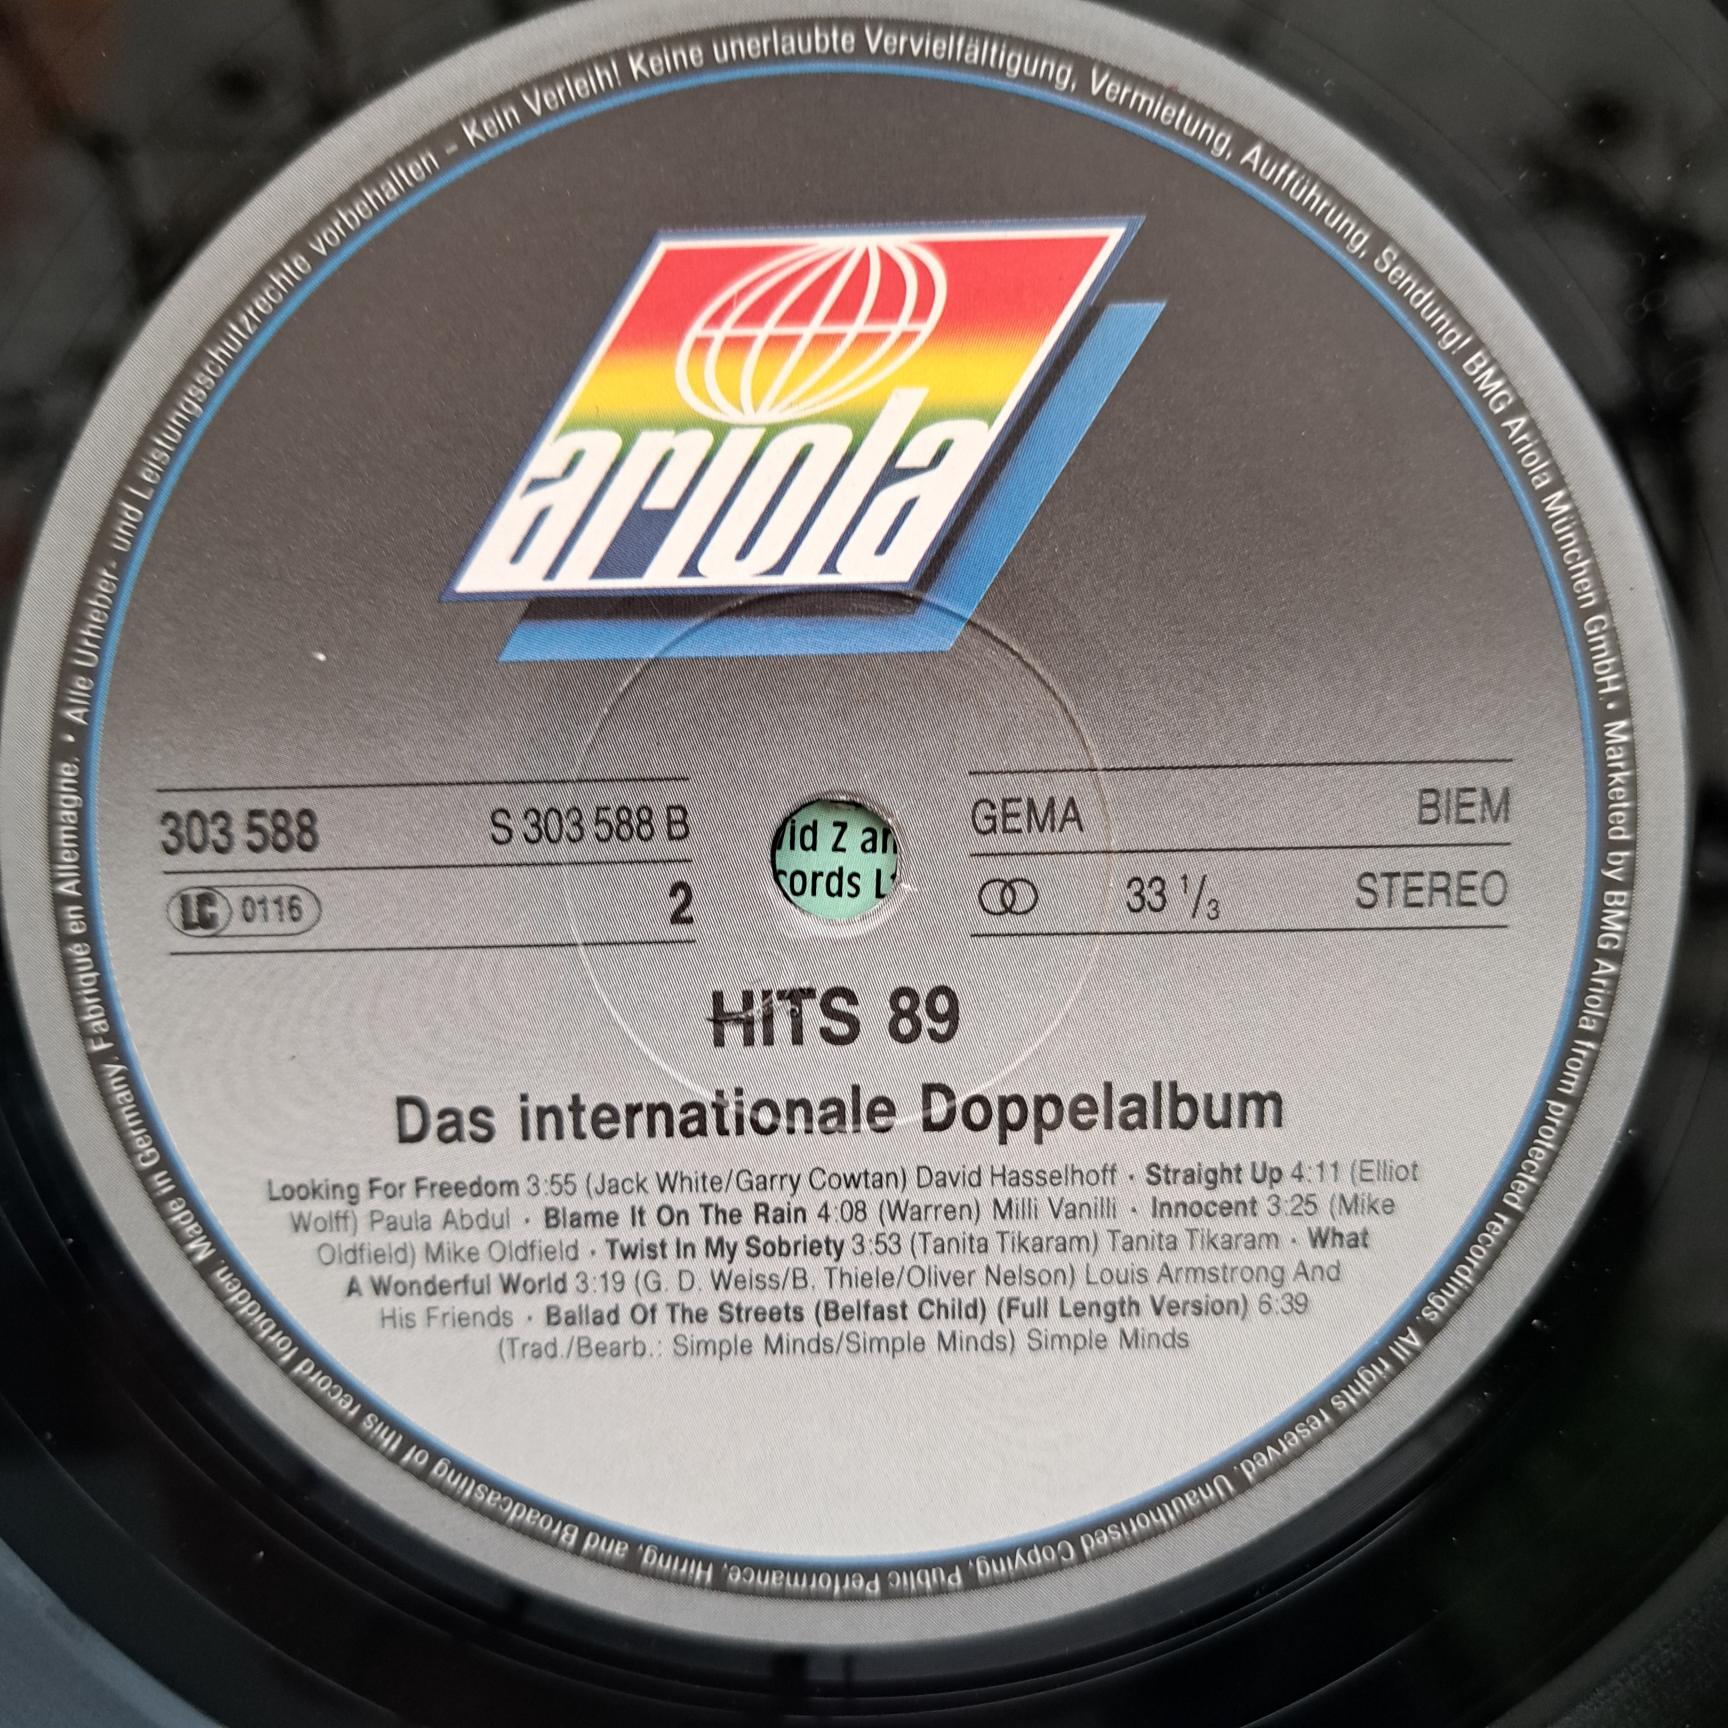 Alle Urheber- und Leistungsschutzrechte vorbehalten - Kein Verleih! Keine unerlaubte Vervielfältigung, Vermietung, Aufführung, Sendung! BMG Ariola München GmbH. • Marketed by BMG Ariola from protected recordings. All rights reserved. Unauthorised Copying, Public Performance, Hiring, and Broadcasting of this record forbidden. Made in Germany. Fabriqué en Allemagne. •
ariola
303 588 S 303 588 B
GEMA BIEM
LC 0116 2
33 1/3 STEREO
id Z an
cords L
HITS 89
Das internationale Doppelalbum
Looking For Freedom 3:55 (Jack White/Garry Cowtan) David Hasselhoff · Straight Up 4:11 (Elliot
Wolff) Paula Abdul · Blame It On The Rain 4:08 (Warren) Milli Vanilli · Innocent 3:25 (Mike
Oldfield) Mike Oldfield · Twist In My Sobriety 3:53 (Tanita Tikaram) Tanita Tikaram · What
A Wonderful World 3:19 (G. D. Weiss/B. Thiele/Oliver Nelson) Louis Armstrong And
His Friends · Ballad Of The Streets (Belfast Child) (Full Length Version) 6:39
(Trad./Bearb.: Simple Minds/Simple Minds) Simple Minds